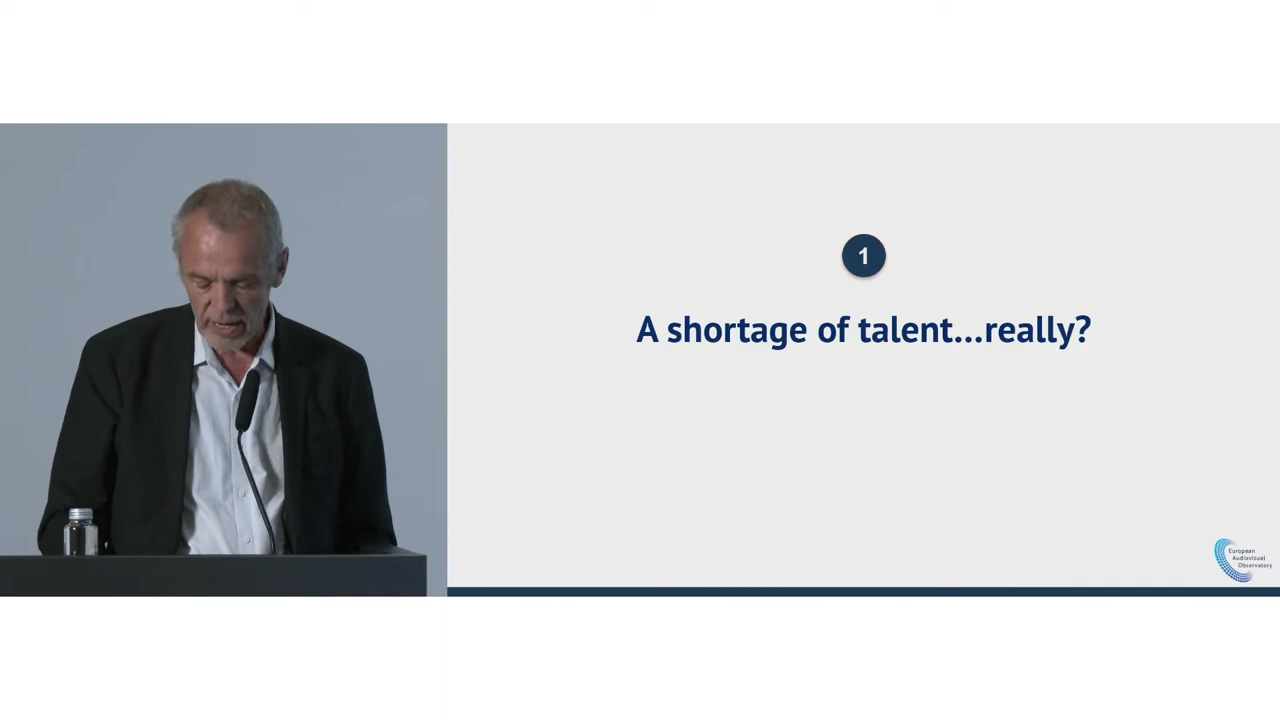 1
A shortage of talent...really?
European
Audiovisual
Observatory